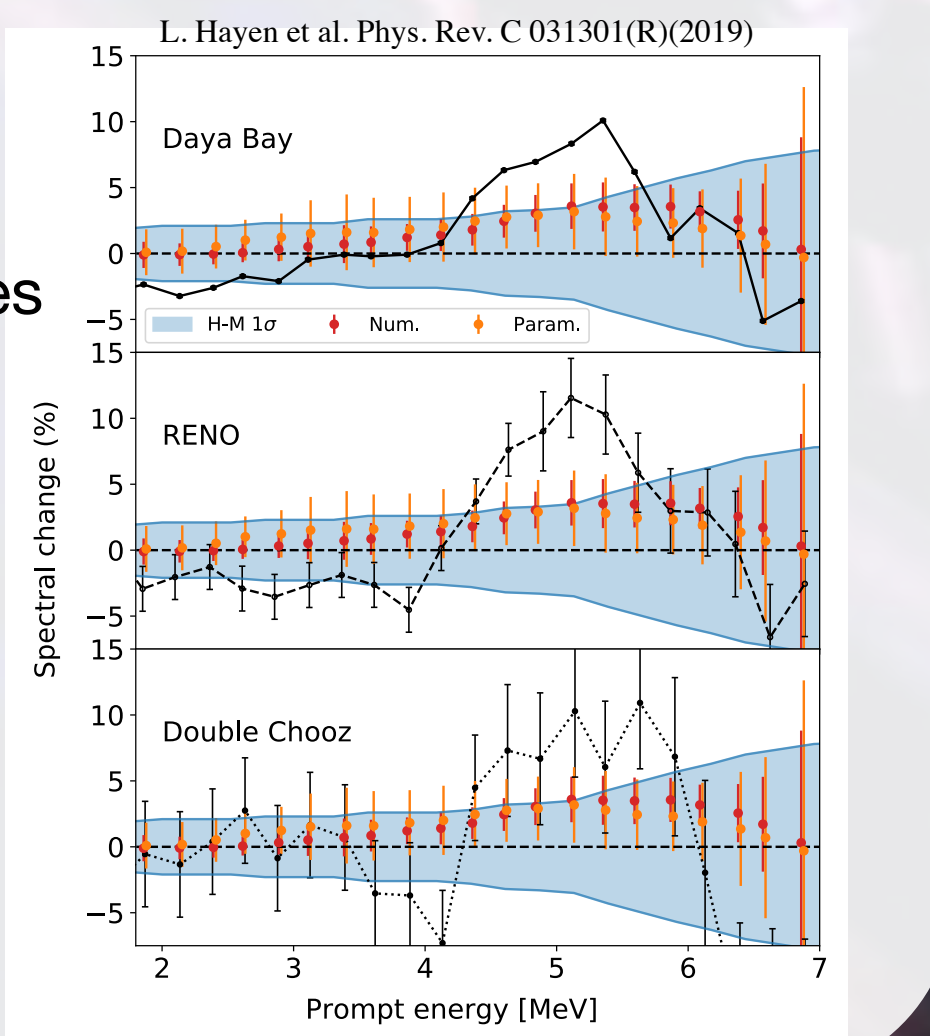 L. Hayen et al. Phys. Rev. C 031301(R)(2019)
15
10
5
0
−5
Daya Bay
es
H-M 1σ Num. Param.
15
10
5
0
−5
RENO
Spectral change (%)
15
10
5
0
−5
Double Chooz
2 3 4 5 6 7
Prompt energy [MeV]